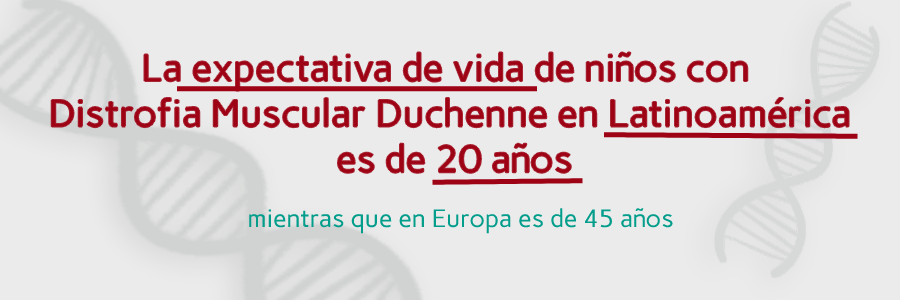 La expectativa de vida de niños con
Distrofia Muscular Duchenne en Latinoamérica
es de 20 años
mientras que en Europa es de 45 años